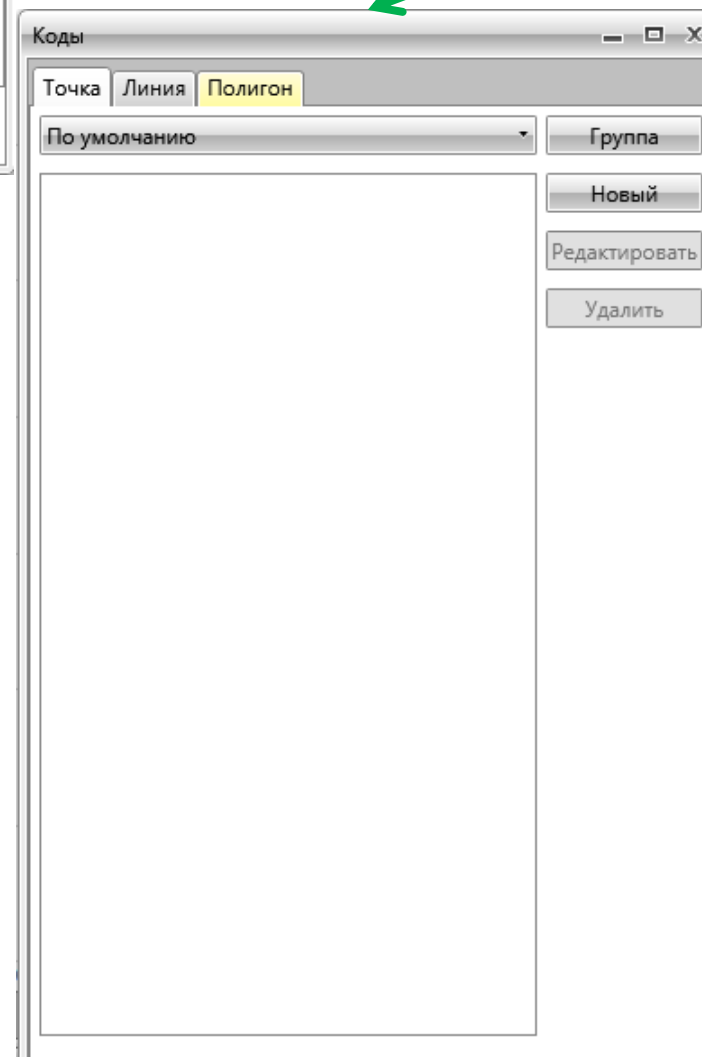 Коды
Точка Линия Полигон
По умолчанию
Группа
Новый
Редактировать
Удалить